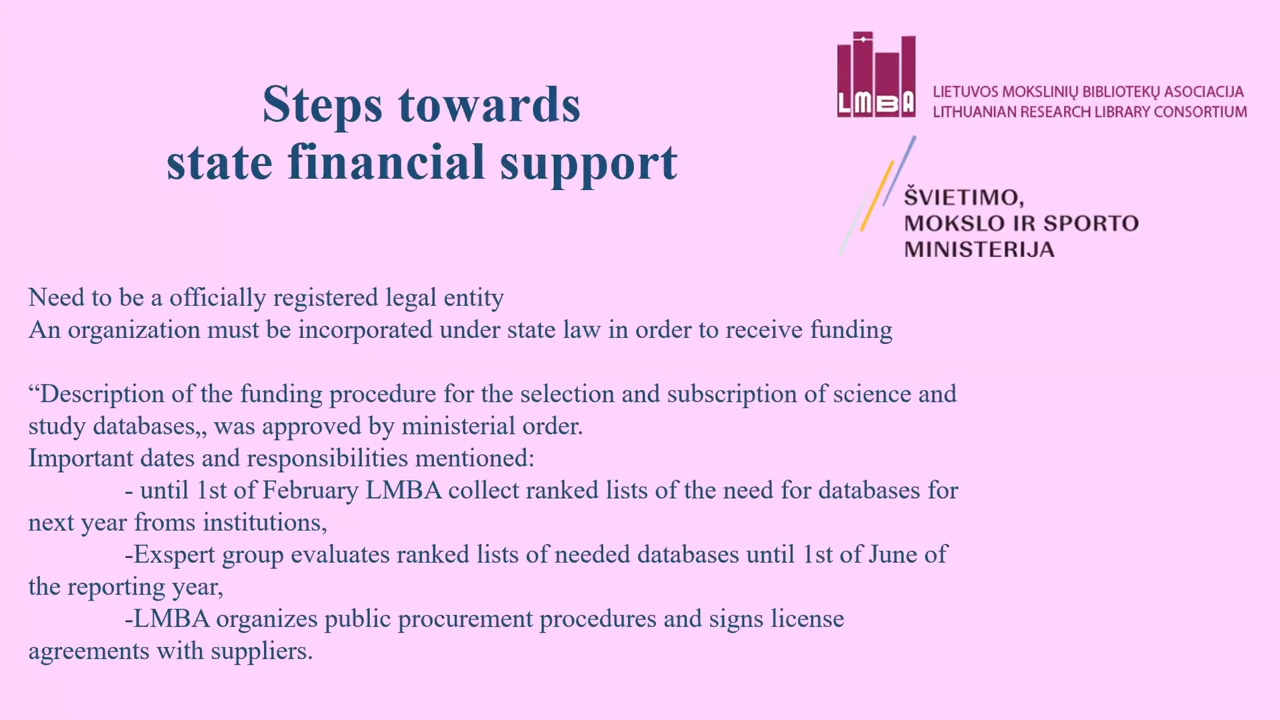 Steps towards
state financial support
LMBA
LIETUVOS MOKSLINIŲ BIBLIOTEKŲ ASOCIACIJA
LITHUANIAN RESEARCH LIBRARY CONSORTIUM
ŠVIETIMO,
MOKSLO IR SPORTO
MINISTERIJA
Need to be a officially registered legal entity
An organization must be incorporated under state law in order to receive funding
“Description of the funding procedure for the selection and subscription of science and
study databases„ was approved by ministerial order.
Important dates and responsibilities mentioned:
- until 1st of February LMBA collect ranked lists of the need for databases for
next year froms institutions,
-Exspert group evaluates ranked lists of needed databases until 1st of June of
the reporting year,
-LMBA organizes public procurement procedures and signs license
agreements with suppliers.